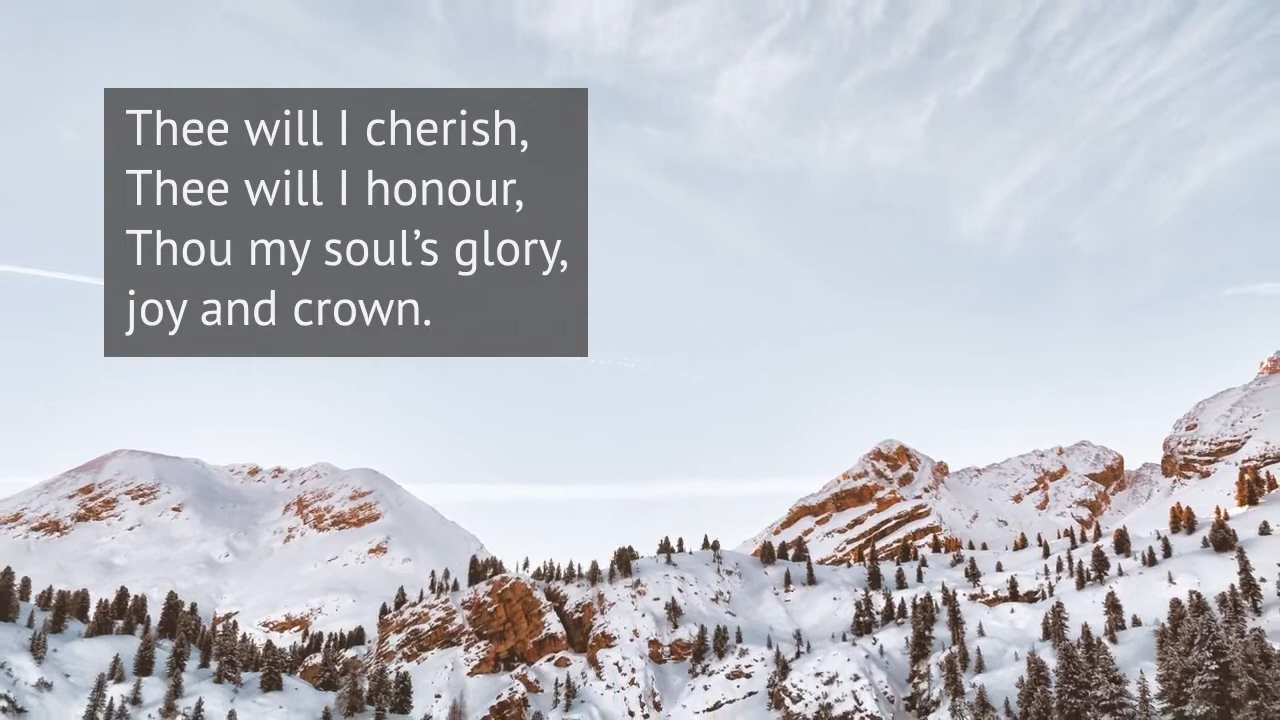 Thee will I cherish,
Thee will I honour,
Thou my soul’s glory,
joy and crown.